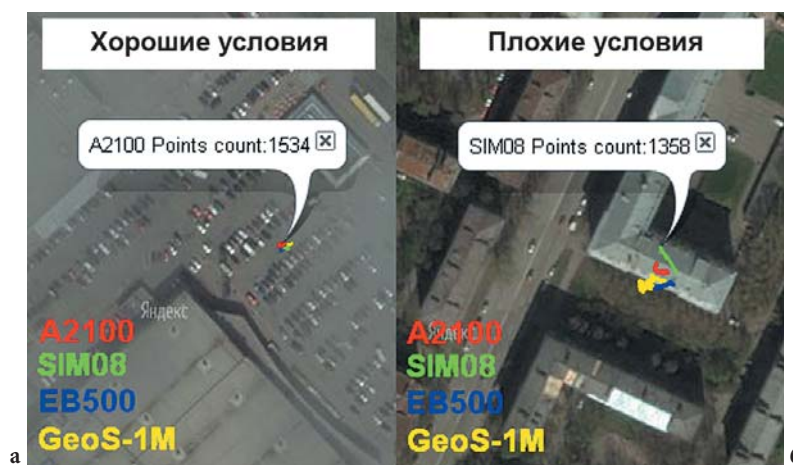 Хорошие условия
A2100 Points count:1534
Яндекс
A2100
SIM08
EB500
GeoS-1M
а
Плохие условия
SIM08 Points count:1358
Яндекс
A2100
SIM08
EB500
GeoS-1M